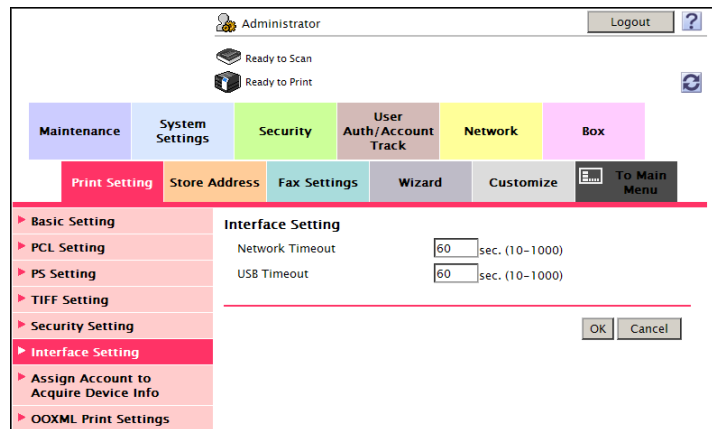 Administrator
Logout
?
Ready to Scan
Ready to Print
Maintenance
System
Settings
Security
User
Auth/Account
Track
Network
Box
Print Setting
Store Address
Fax Settings
Wizard
Customize
To Main
Menu
Basic Setting
PCL Setting
PS Setting
TIFF Setting
Security Setting
Interface Setting
Assign Account to
Acquire Device Info
OOXML Print Settings
Interface Setting
Network Timeout 60 sec. (10-1000)
USB Timeout 60 sec. (10-1000)
OK Cancel